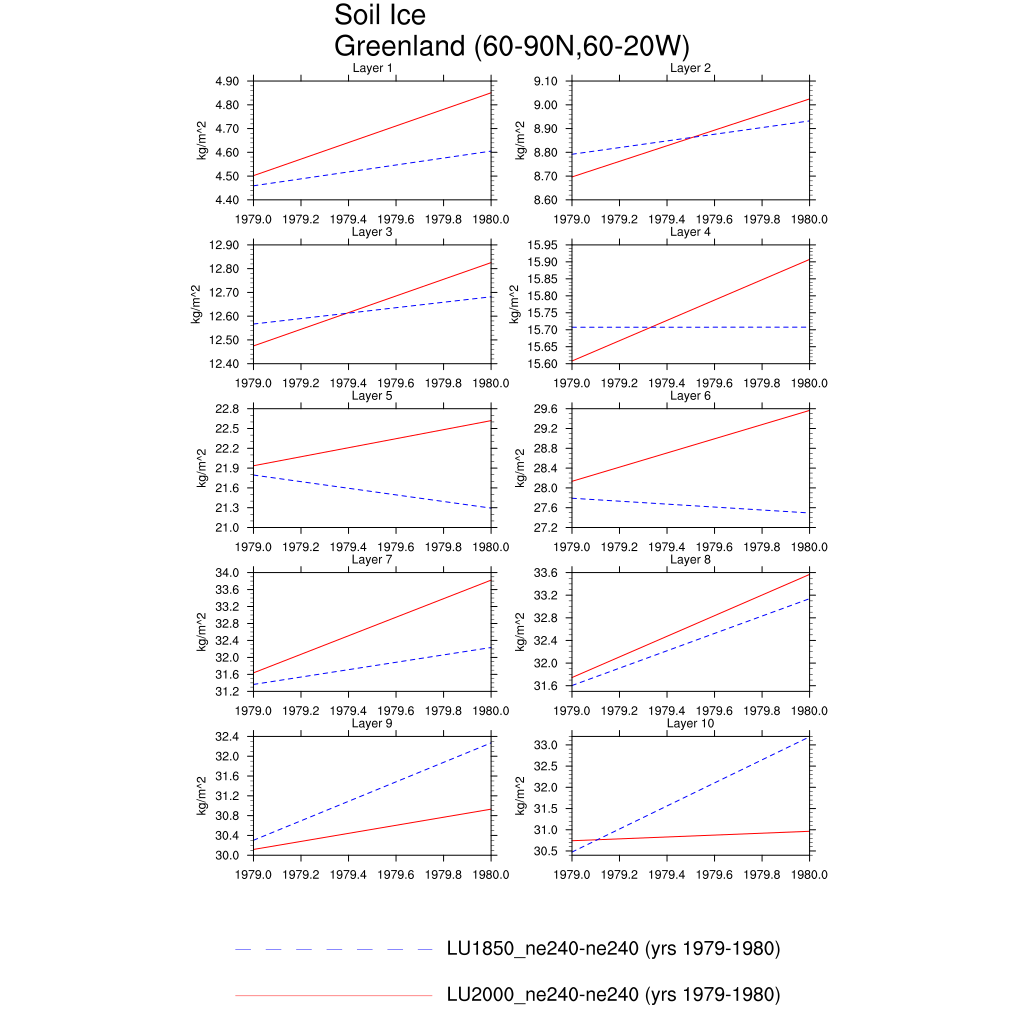 Soil Ice
Greenland (60-90N,60-20W)
Layer 1
Layer 2
4.90
4.80
4.70
4.60
4.50
4.40
kg/m^2
1979.0 1979.2 1979.4 1979.6 1979.8 1980.0
9.10
9.00
8.90
8.80
8.70
8.60
kg/m^2
1979.0 1979.2 1979.4 1979.6 1979.8 1980.0
Layer 3
Layer 4
12.90
12.80
12.70
12.60
12.50
12.40
kg/m^2
1979.0 1979.2 1979.4 1979.6 1979.8 1980.0
15.95
15.90
15.85
15.80
15.75
15.70
15.65
15.60
kg/m^2
1979.0 1979.2 1979.4 1979.6 1979.8 1980.0
Layer 5
Layer 6
22.8
22.5
22.2
21.9
21.6
21.3
21.0
kg/m^2
1979.0 1979.2 1979.4 1979.6 1979.8 1980.0
29.6
29.2
28.8
28.4
28.0
27.6
27.2
kg/m^2
1979.0 1979.2 1979.4 1979.6 1979.8 1980.0
Layer 7
Layer 8
34.0
33.6
33.2
32.8
32.4
32.0
31.6
31.2
kg/m^2
1979.0 1979.2 1979.4 1979.6 1979.8 1980.0
33.6
33.2
32.8
32.4
32.0
31.6
kg/m^2
1979.0 1979.2 1979.4 1979.6 1979.8 1980.0
Layer 9
Layer 10
32.4
32.0
31.6
31.2
30.8
30.4
30.0
kg/m^2
1979.0 1979.2 1979.4 1979.6 1979.8 1980.0
33.0
32.5
32.0
31.5
31.0
30.5
kg/m^2
1979.0 1979.2 1979.4 1979.6 1979.8 1980.0
LU1850_ne240-ne240 (yrs 1979-1980)
LU2000_ne240-ne240 (yrs 1979-1980)